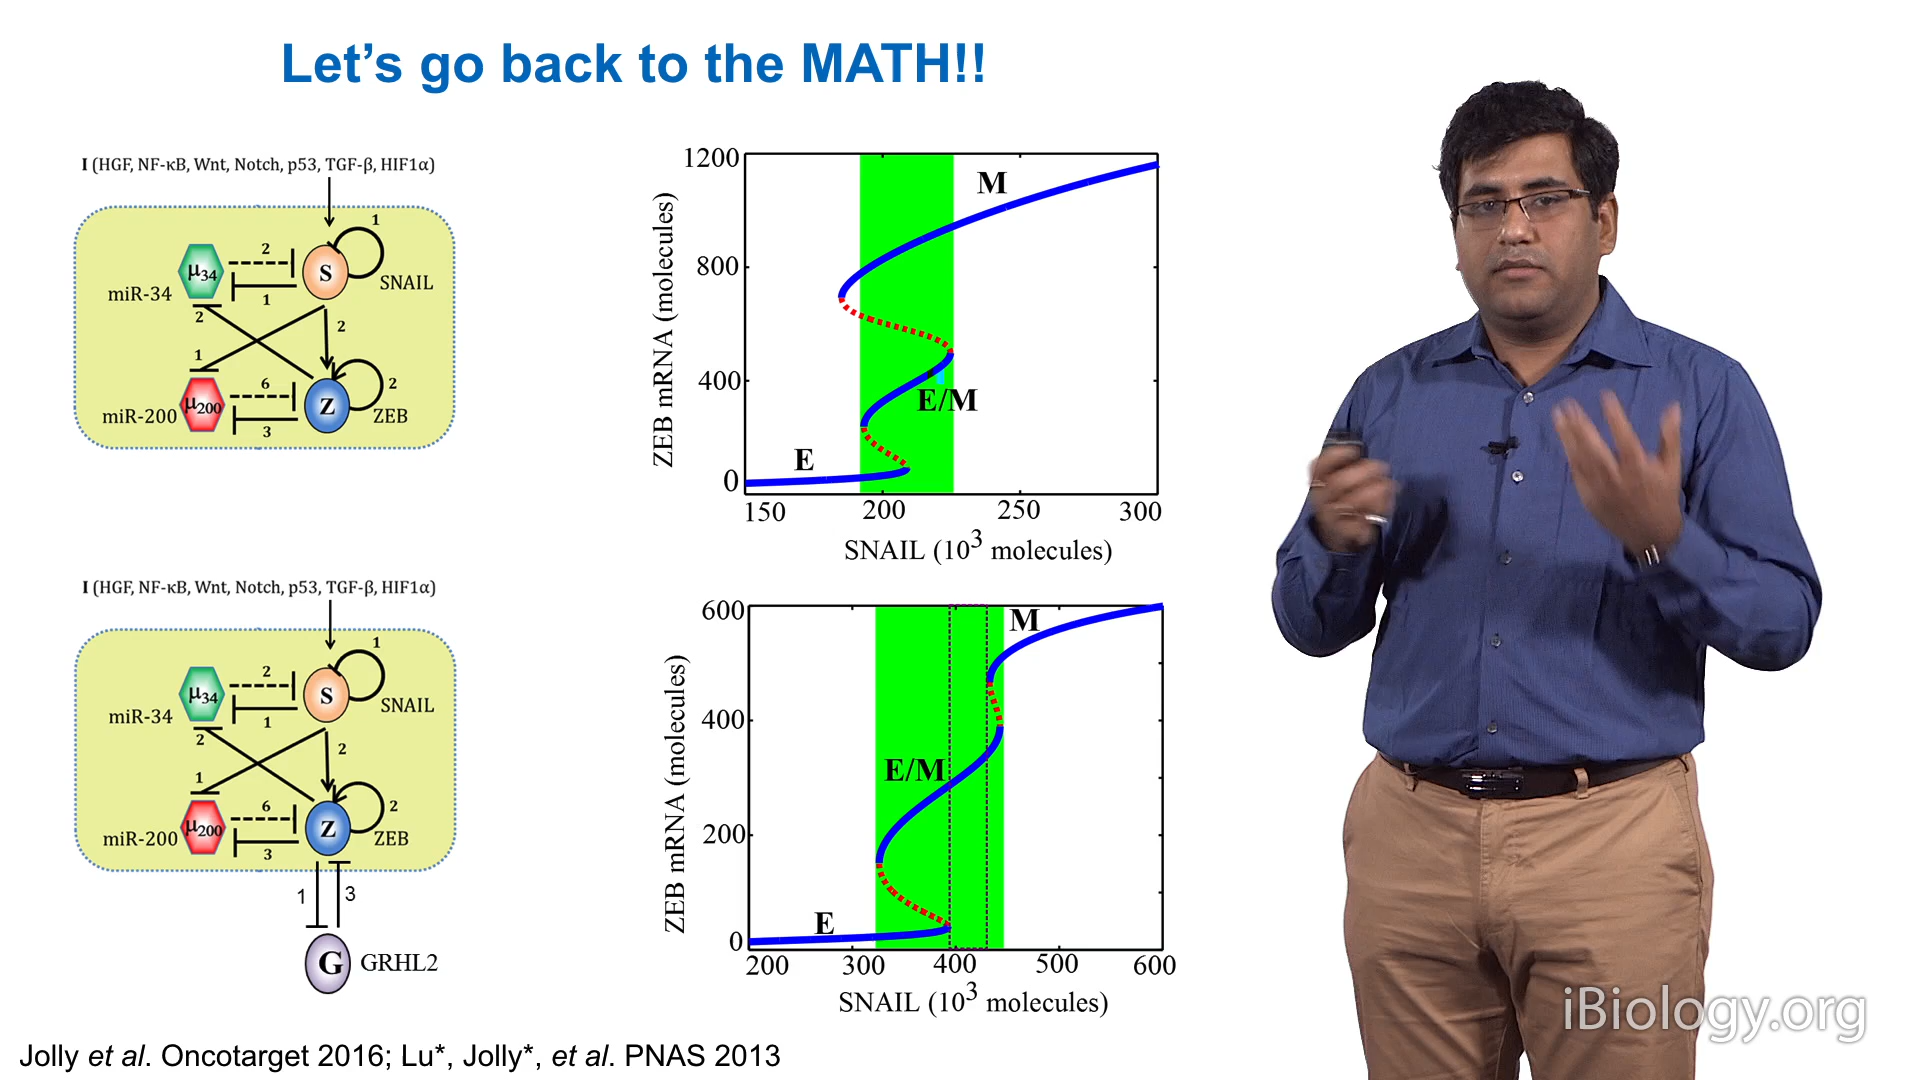 Let's go back to the MATH!!
I (HGF, NF-κB, Wnt, Notch, p53, TGF-β, HIF1α)
1
2
μ34
S
SNAIL
miR-34
1
2
2
1
6
2
μ200
Z
miR-200
ZEB
3
1200
800
400
0
ZEB mRNA (molecules)
M
E/M
E
150 200 250 300
SNAIL (10³ molecules)
I (HGF, NF-κB, Wnt, Notch, p53, TGF-β, HIF1α)
1
2
μ34
S
SNAIL
miR-34
1
2
2
1
6
2
μ200
Z
miR-200
ZEB
3
1
3
G
GRHL2
600
400
200
0
ZEB mRNA (molecules)
M
E/M
E
200 300 400 500 600
SNAIL (10³ molecules)
Jolly et al. Oncotarget 2016; Lu*, Jolly*, et al. PNAS 2013
iBiology.org